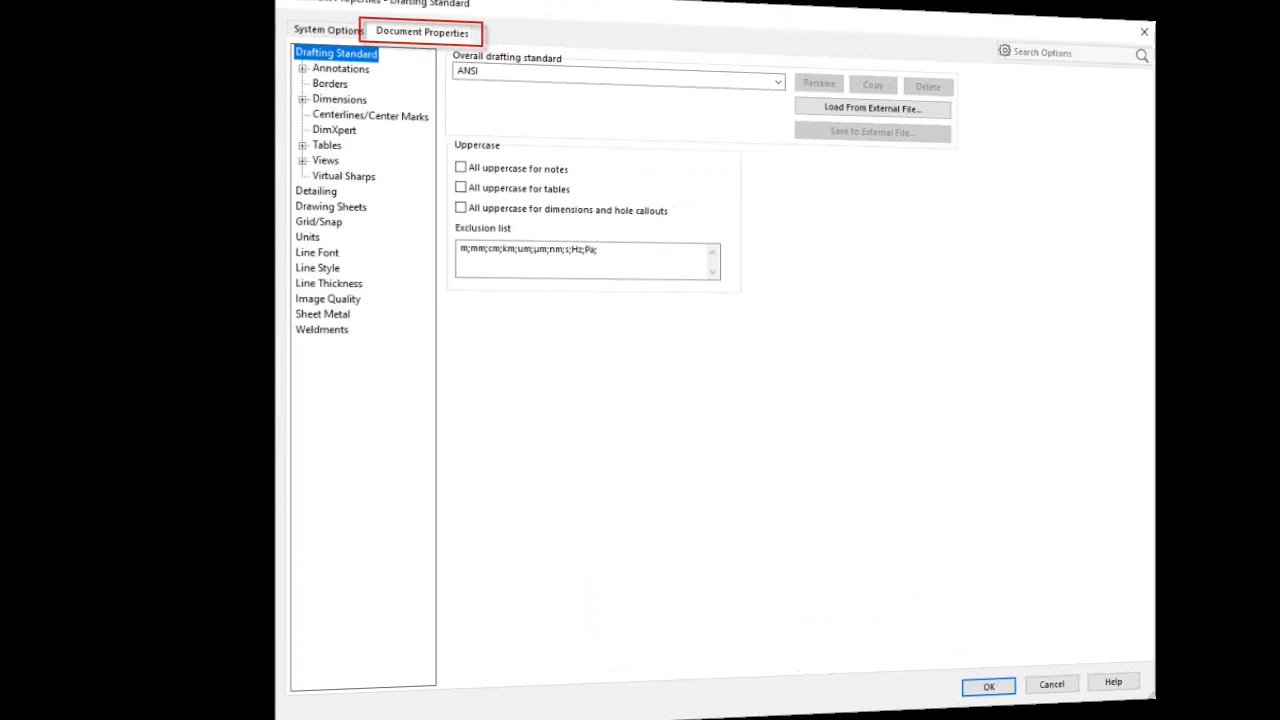 Properties - Drafting Standard
System Options
Document Properties
Search Options
Drafting Standard
Annotations
Borders
Dimensions
Centerlines/Center Marks
DimXpert
Tables
Views
Virtual Sharps
Detailing
Drawing Sheets
Grid/Snap
Units
Line Font
Line Style
Line Thickness
Image Quality
Sheet Metal
Weldments
Overall drafting standard
ANSI
Rename Copy Delete
Load From External File...
Save to External File...
Uppercase
All uppercase for notes
All uppercase for tables
All uppercase for dimensions and hole callouts
Exclusion list
m;mm;cm;km;um;µm;nm;s;Hz;Pa;
OK Cancel Help